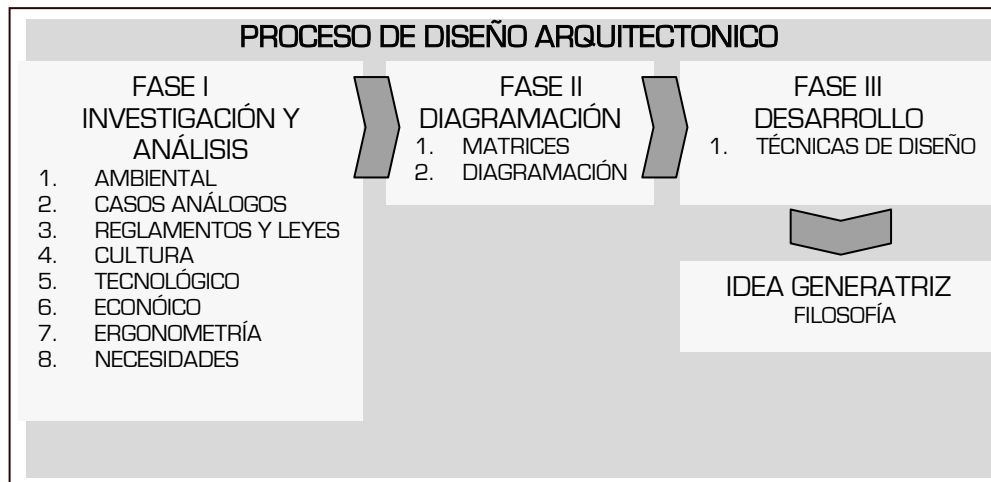 PROCESO DE DISEÑO ARQUITECTONICO
FASE I
INVESTIGACIÓN Y
ANÁLISIS
1. AMBIENTAL
2. CASOS ANÁLOGOS
3. REGLAMENTOS Y LEYES
4. CULTURA
5. TECNOLÓGICO
6. ECONÓICO
7. ERGONOMETRÍA
8. NECESIDADES
FASE II
DIAGRAMACIÓN
1. MATRICES
2. DIAGRAMACIÓN
FASE III
DESARROLLO
1. TÉCNICAS DE DISEÑO
IDEA GENERATRIZ
FILOSOFÍA